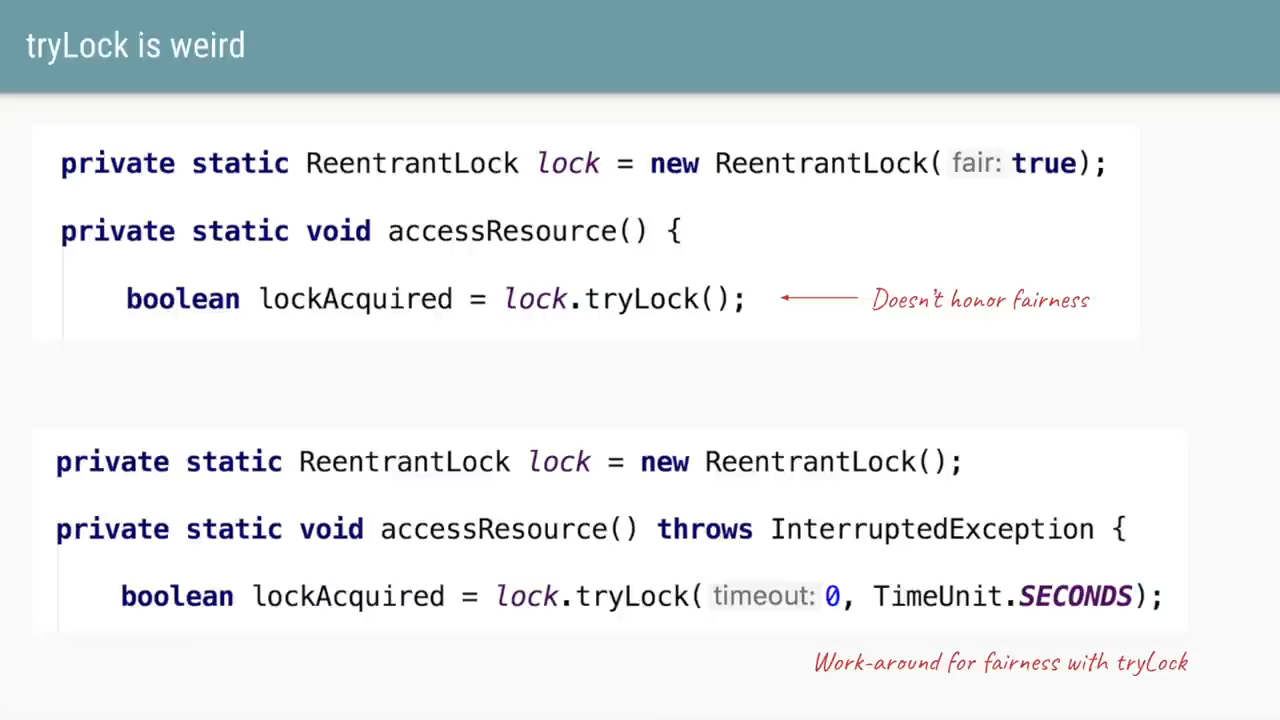 tryLock is weird
private static ReentrantLock lock = new ReentrantLock( fair: true);
private static void accessResource() {
boolean lockAcquired = lock.tryLock();
Doesn't honor fairness
private static ReentrantLock lock = new ReentrantLock();
private static void accessResource() throws InterruptedException {
boolean lockAcquired = lock.tryLock( timeout: 0, TimeUnit.SECONDS);
Work-around for fairness with tryLock